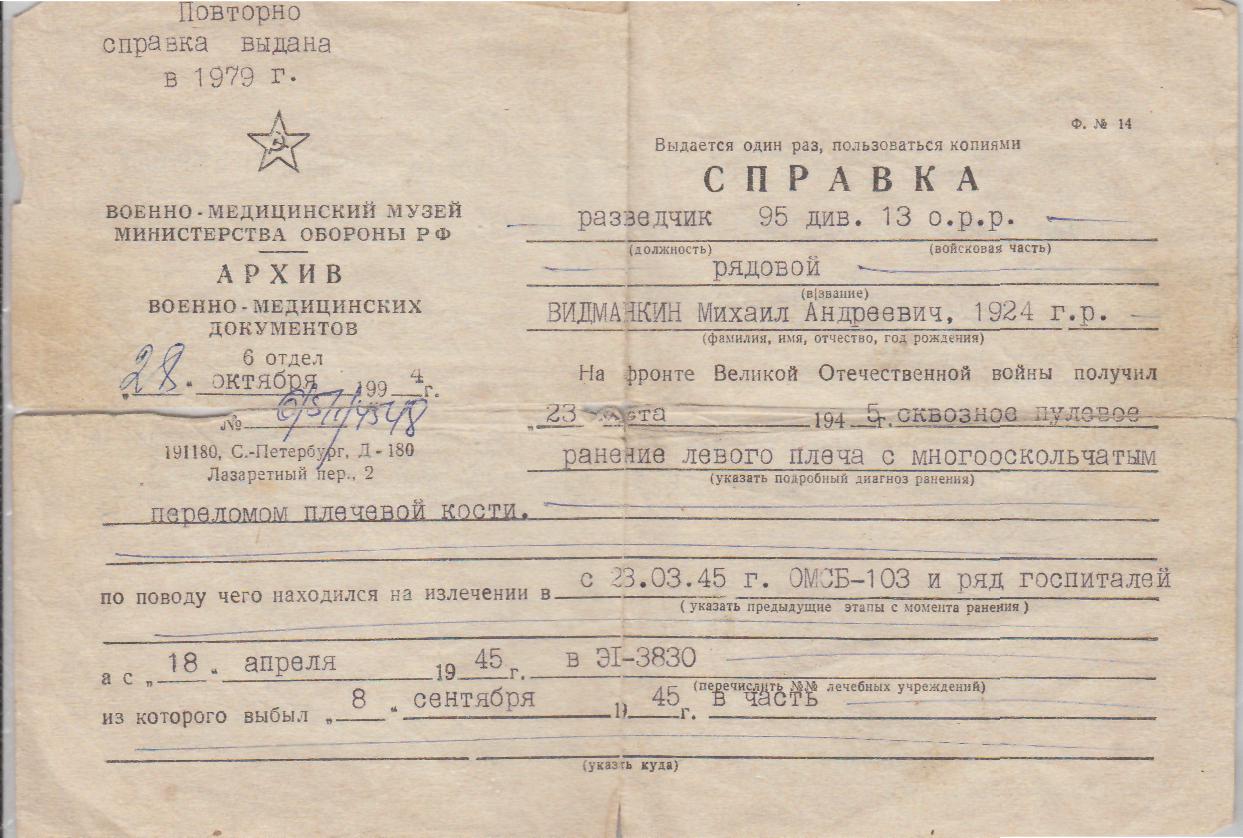 Повторно
справка выдана
в 1979 г.
ВОЕННО-МЕДИЦИНСКИЙ МУЗЕЙ
МИНИСТЕРСТВА ОБОРОНЫ РФ
АРХИВ
ВОЕННО-МЕДИЦИНСКИХ
ДОКУМЕНТОВ
6 отдел
„28“ октября 1994 г.
№
191180, С.-Петербург, Д-180
Лазаретный пер., 2
Ф. № 14
Выдается один раз, пользоваться копиями
СПРАВКА
разведчик 95 див. 13 о.р.р.
(должность) (войсковая часть)
рядовой
(в/звание)
ВИДМАНКИН Михаил Андреевич, 1924 г.р.
(фамилия, имя, отчество, год рождения)
На фронте Великой Отечественной войны получил
„23 марта 1945 г. сквозное пулевое
ранение левого плеча с многооскольчатым
(указать подробный диагноз ранения)
переломом плечевой кости.
по поводу чего находился на излечении в с 23.03.45 г. ОМСБ-103 и ряд госпиталей
(указать предыдущие этапы с момента ранения)
а с „18“ апреля 1945 г. в ЭГ-3830
(перечислить №№ лечебных учреждений)
из которого выбыл „8“ сентября 1945 г. в часть
(указать куда)